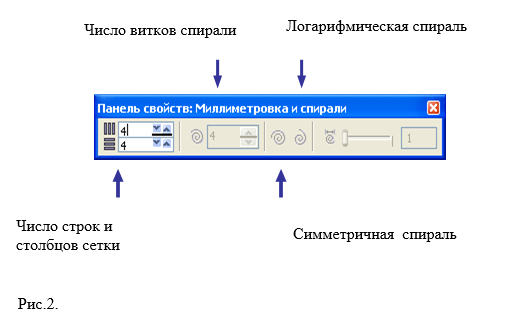 Число витков спирали
Логарифмическая спираль
Панель свойств: Миллиметровка и спирали
4
4
4
1
Число строк и
столбцов сетки
Симметричная спираль
Рис.2.